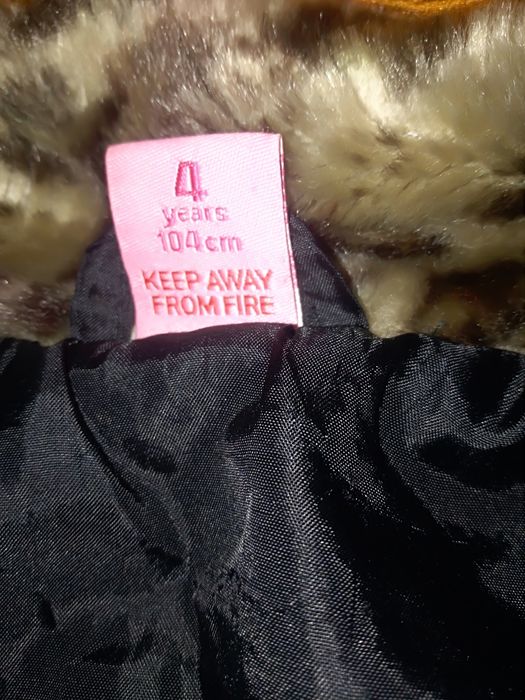 4
years
104cm
KEEP AWAY
FROM FIRE